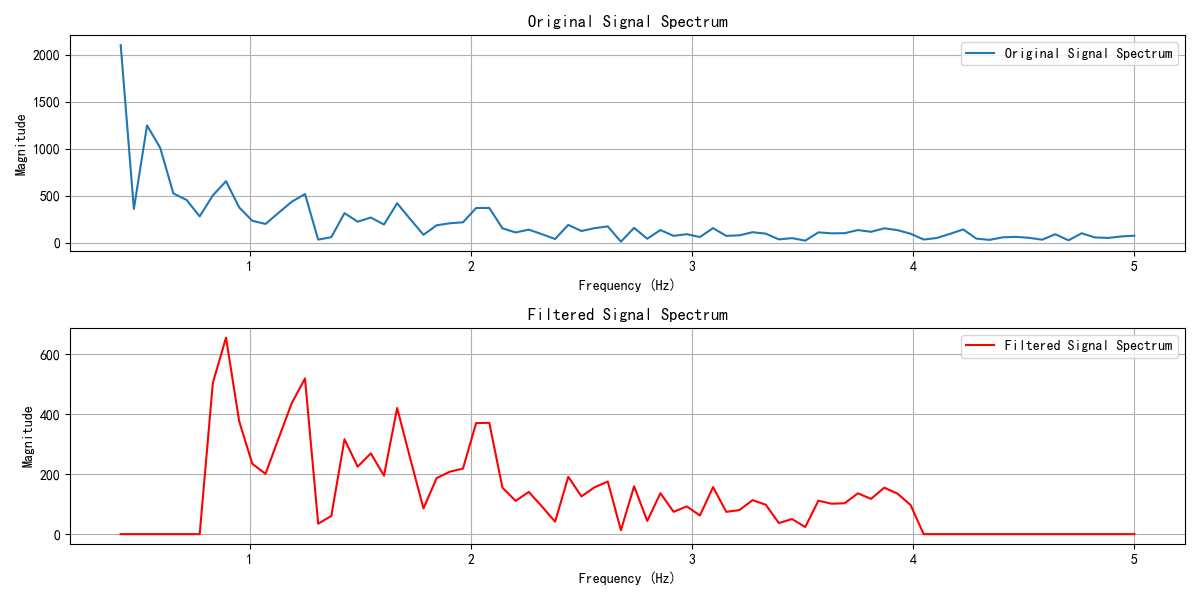 Original Signal Spectrum
Original Signal Spectrum
Magnitude
2000
1500
1000
500
0
1 2 3 4 5
Frequency (Hz)
Filtered Signal Spectrum
Filtered Signal Spectrum
Magnitude
600
400
200
0
1 2 3 4 5
Frequency (Hz)